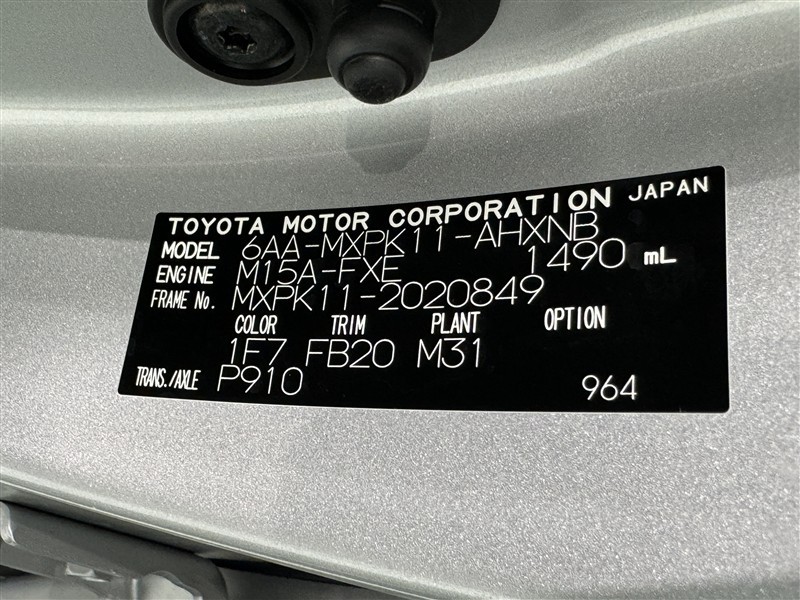 TOYOTA MOTOR CORPORATION JAPAN
MODEL 6AA-MXPK11-AHXNB
ENGINE M15A-FXE 1490 mL
FRAME No. MXPK11-2020849
COLOR TRIM PLANT OPTION
1F7 FB20 M31
TRANS./AXLE P910 964